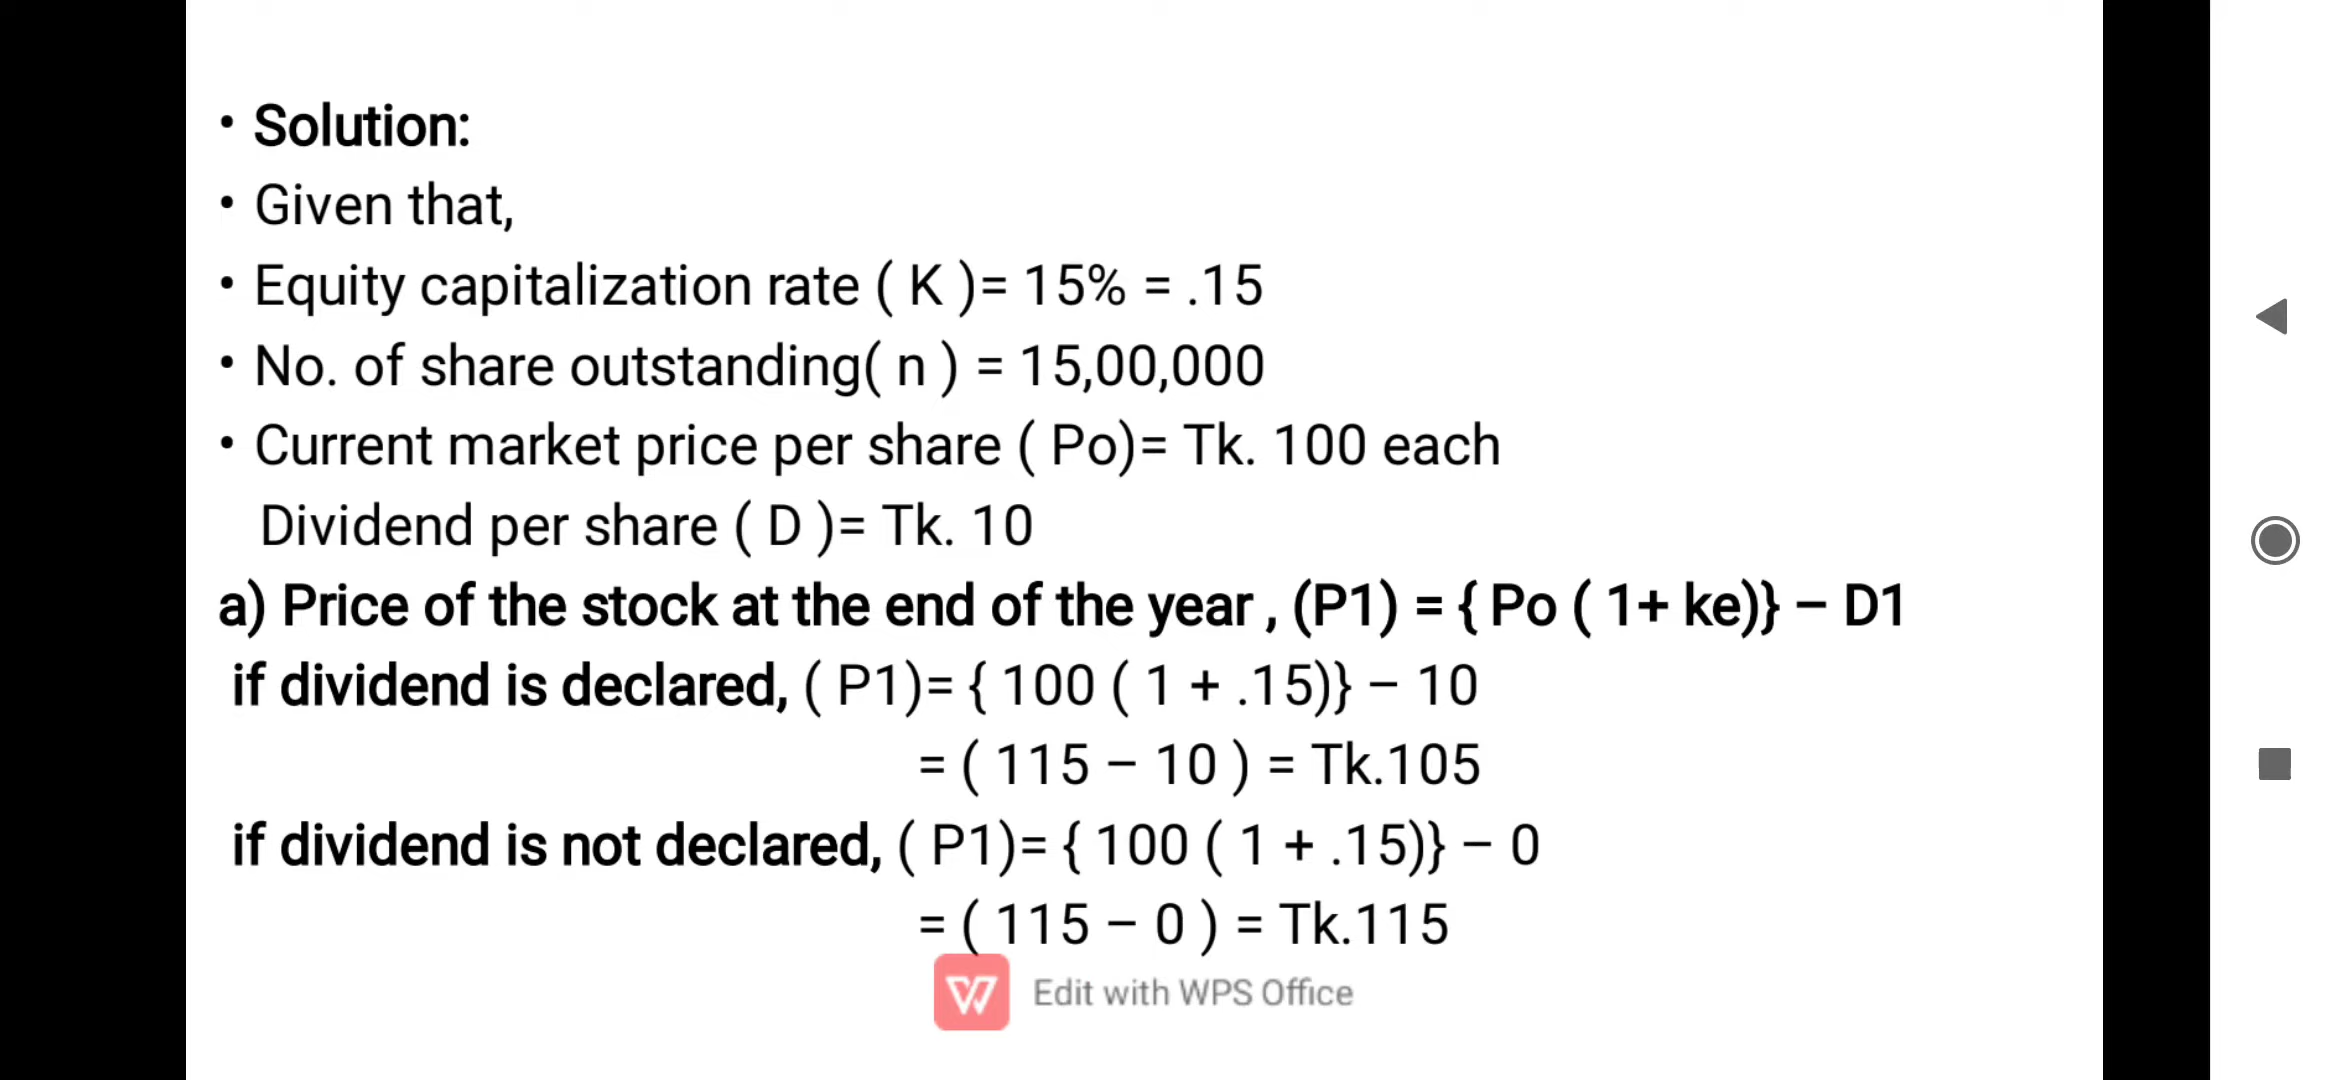 • Solution:
• Given that,
• Equity capitalization rate ( K )= 15% = .15
• No. of share outstanding( n ) = 15,00,000
• Current market price per share ( Po)= Tk. 100 each
Dividend per share ( D )= Tk. 10
a) Price of the stock at the end of the year , (P1) = { Po ( 1+ ke)} – D1
if dividend is declared, ( P1)= { 100 ( 1 + .15)} – 10
= ( 115 – 10 ) = Tk.105
if dividend is not declared, ( P1)= { 100 ( 1 + .15)} – 0
= ( 115 – 0 ) = Tk.115
Edit with WPS Office